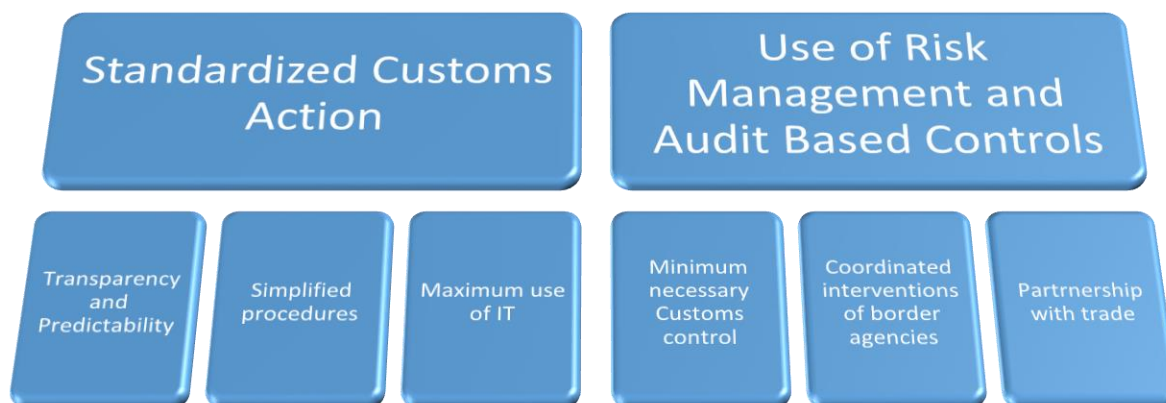 Standardized Customs
Action
Use of Risk
Management and
Audit Based Controls
Transparency
and
Predictability
Simplified
procedures
Maximum use
of IT
Minimum
necessary
Customs
control
Coordinated
interventions
of border
agencies
Partrnership
with trade